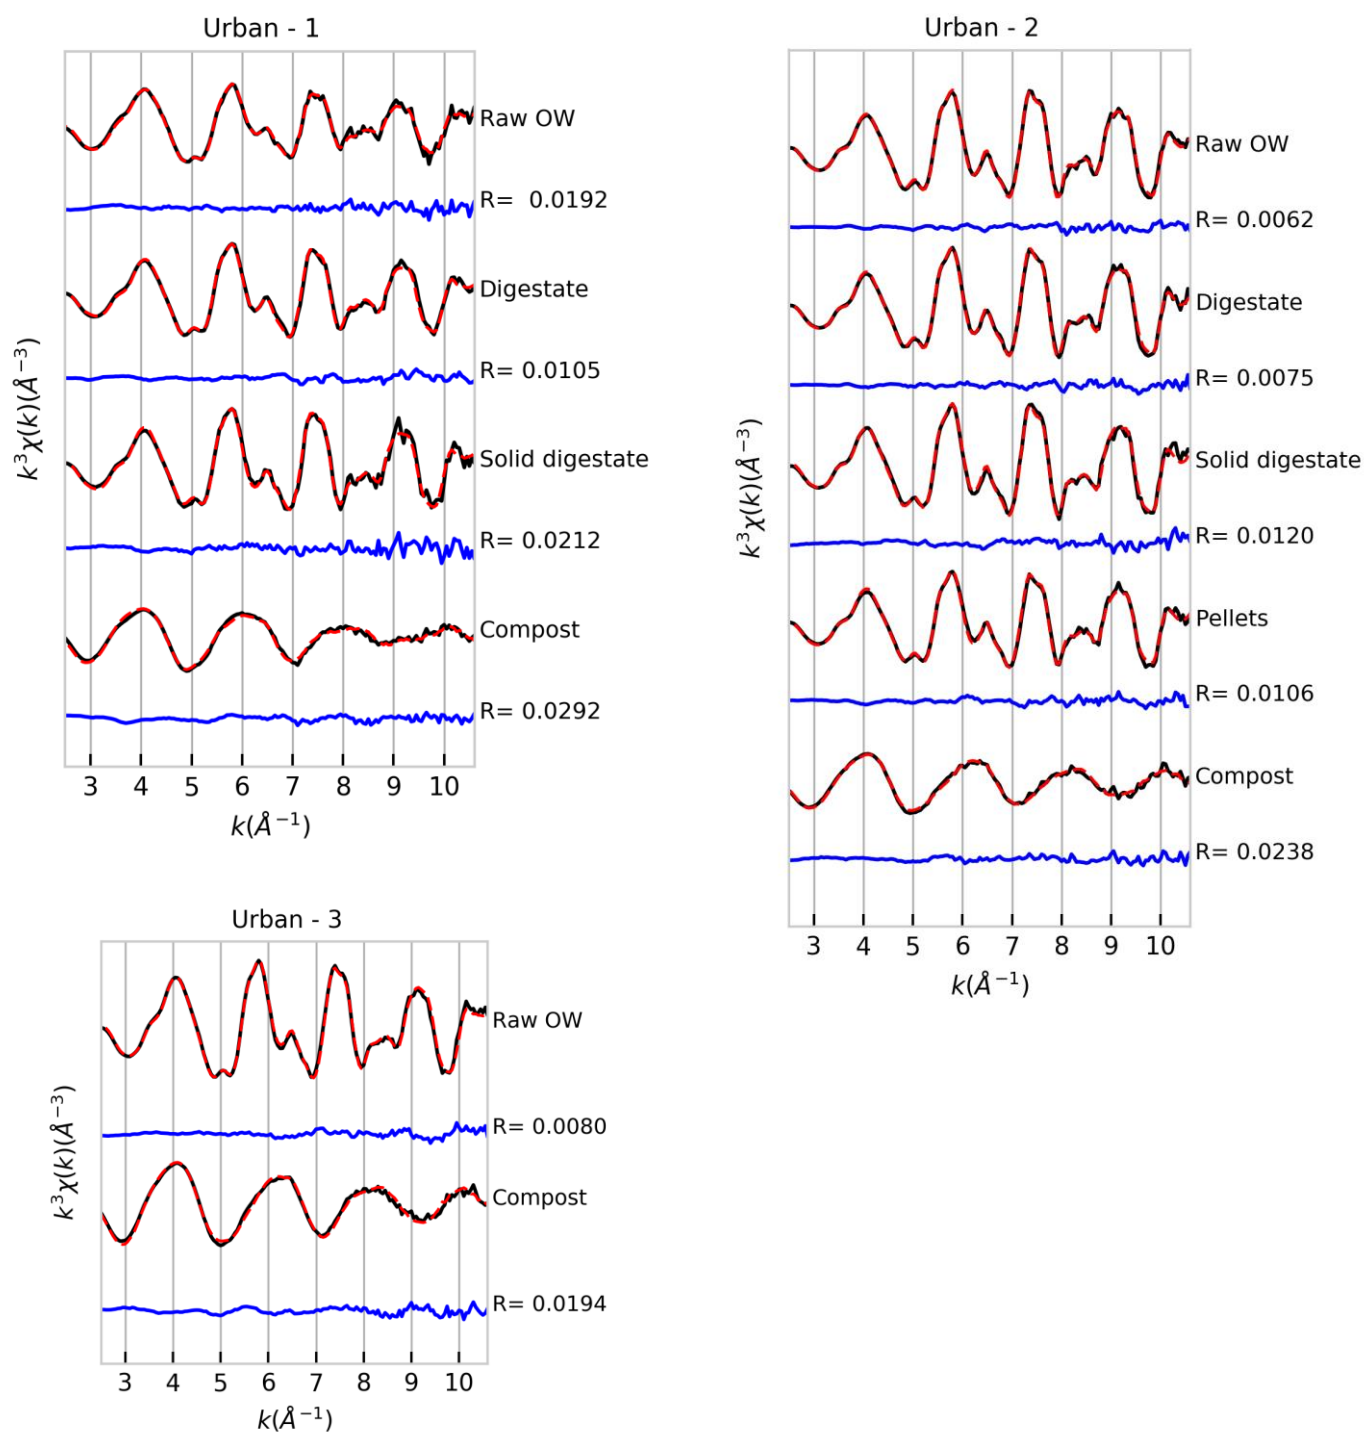 Urban - 1
Raw OW
R=  0.0192
Digestate
R= 0.0105
Solid digestate
R= 0.0212
Compost
R= 0.0292
k³χ(k)(Å⁻³)
3 4 5 6 7 8 9 10
k(Å⁻¹)
Urban - 2
Raw OW
R= 0.0062
Digestate
R= 0.0075
Solid digestate
R= 0.0120
Pellets
R= 0.0106
Compost
R= 0.0238
k³χ(k)(Å⁻³)
3 4 5 6 7 8 9 10
k(Å⁻¹)
Urban - 3
Raw OW
R= 0.0080
Compost
R= 0.0194
k³χ(k)(Å⁻³)
3 4 5 6 7 8 9 10
k(Å⁻¹)